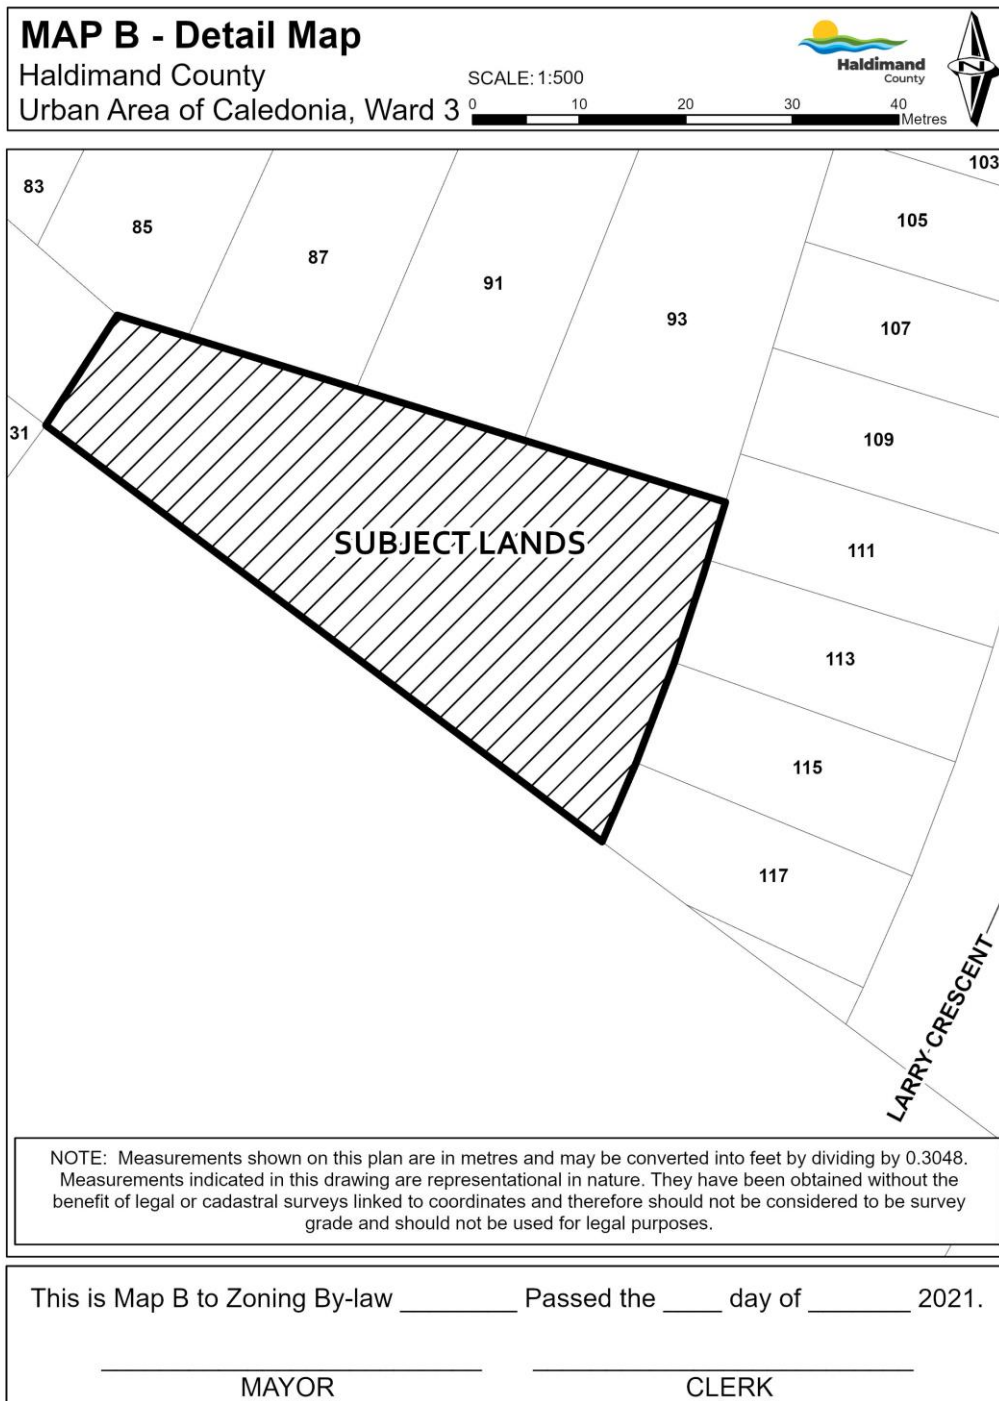 MAP B - Detail Map
Haldimand County
Urban Area of Caledonia, Ward 3
SCALE: 1:500
0 10 20 30 40
Metres
Haldimand
County
N
83
85
87
91
93
103
105
107
109
31
SUBJECT LANDS
111
113
115
117
LARRY CRESCENT
NOTE: Measurements shown on this plan are in metres and may be converted into feet by dividing by 0.3048.
Measurements indicated in this drawing are representational in nature. They have been obtained without the
benefit of legal or cadastral surveys linked to coordinates and therefore should not be considered to be survey
grade and should not be used for legal purposes.
This is Map B to Zoning By-law ________ Passed the ____ day of _______ 2021.
MAYOR
CLERK